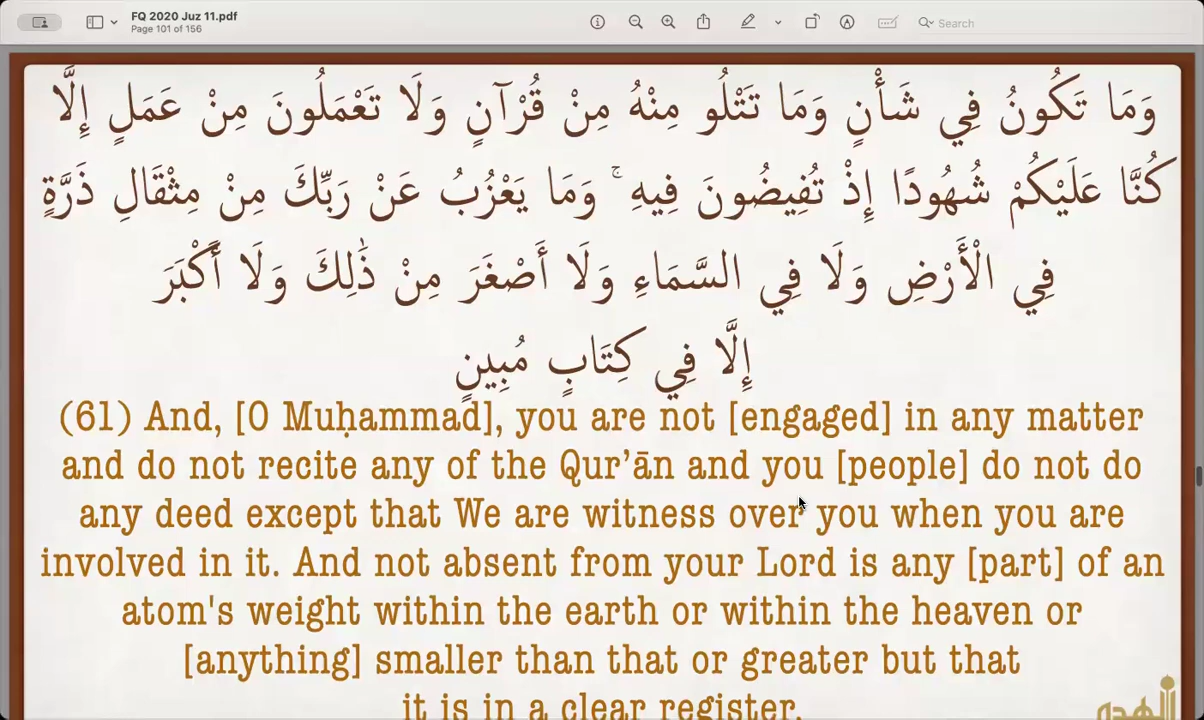 FQ 2020 Juz 11.pdf
Page 101 of 156
Search
وَمَا تَكُونُ فِي شَأْنٍ وَمَا تَتْلُو مِنْهُ مِنْ قُرْآنٍ وَلَا تَعْمَلُونَ مِنْ عَمَلٍ إِلَّا
كُنَّا عَلَيْكُمْ شُهُودًا إِذْ تُفِيضُونَ فِيهِ ۚ وَمَا يَعْزُبُ عَنْ رَبِّكَ مِنْ مِثْقَالِ ذَرَّةٍ
فِي الْأَرْضِ وَلَا فِي السَّمَاءِ وَلَا أَصْغَرَ مِنْ ذَٰلِكَ وَلَا أَكْبَرَ
إِلَّا فِي كِتَابٍ مُبِينٍ
(61) And, [O Muḥammad], you are not [engaged] in any matter
and do not recite any of the Qur’ān and you [people] do not do
any deed except that We are witness over you when you are
involved in it. And not absent from your Lord is any [part] of an
atom's weight within the earth or within the heaven or
[anything] smaller than that or greater but that
it is in a clear register.